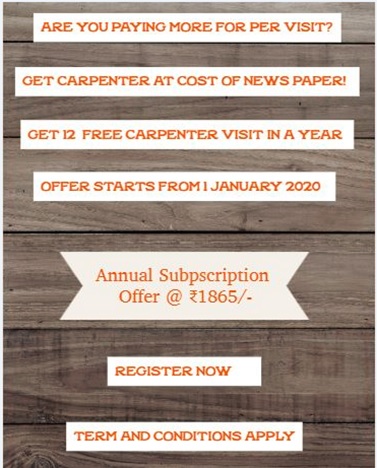 ARE YOU PAYING MORE FOR PER VISIT?
GET CARPENTER AT COST OF NEWS PAPER!
GET 12 FREE CARPENTER VISIT IN A YEAR
OFFER STARTS FROM 1 JANUARY 2020
Annual Subpscription
Offer @ ₹1865/-
REGISTER NOW
TERM AND CONDITIONS APPLY